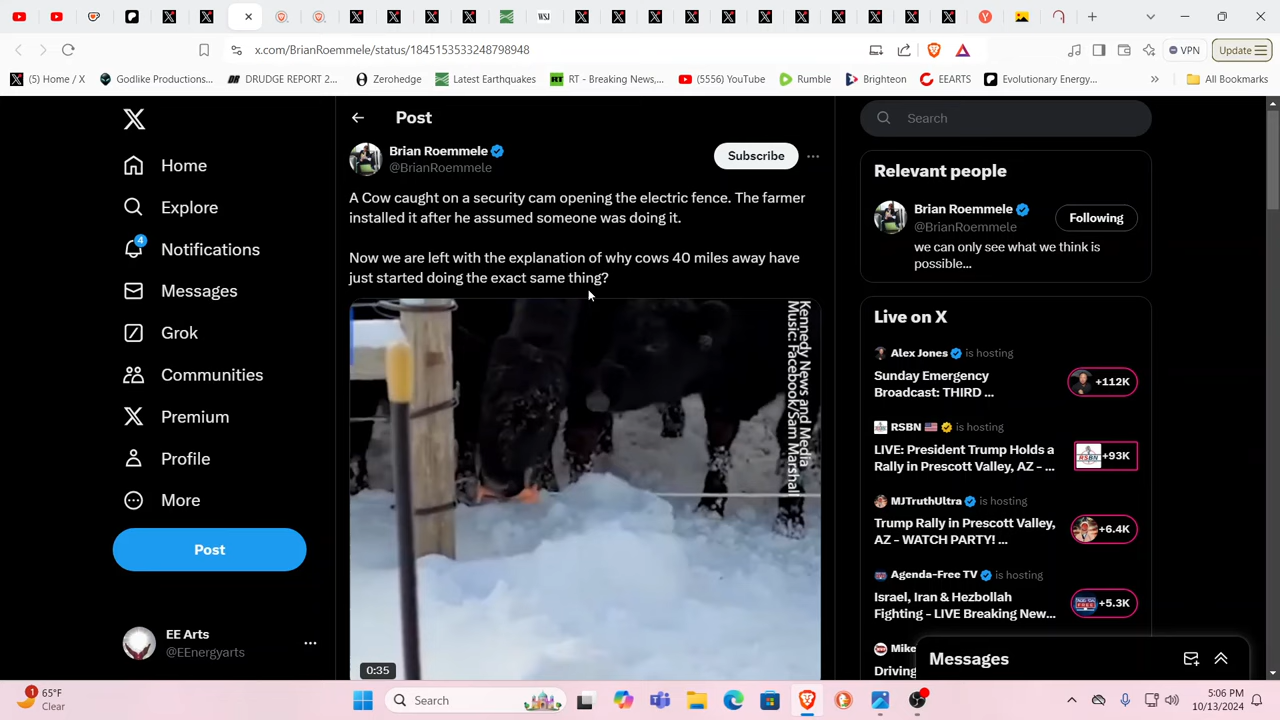 x.com/BrianRoemmele/status/1845153533248798948
VPN
Update
(5) Home / X
Godlike Productions...
DRUDGE REPORT 2...
Zerohedge
Latest Earthquakes
RT - Breaking News,...
(5550) YouTube
Rumble
Brighteon
EEARTS
Evolutionary Energy...
»
All Bookmarks
WSJ
Home
Explore
4
Notifications
Messages
Grok
Communities
Premium
Profile
More
Post
EE Arts
@EEnergyarts
Post
Brian Roemmele
@BrianRoemmele
Subscribe
A Cow caught on a security cam opening the electric fence. The farmer
installed it after he assumed someone was doing it.
Now we are left with the explanation of why cows 40 miles away have
just started doing the exact same thing?
Kennedy News and Media
Music: Facebook/Sam Marshall
0:35
Search
Relevant people
Brian Roemmele
@BrianRoemmele
Following
we can only see what we think is
possible...
Live on X
Alex Jones is hosting
Sunday Emergency
Broadcast: THIRD ...
+112K
RSBN is hosting
LIVE: President Trump Holds a
Rally in Prescott Valley, AZ - ...
+93K
MJTruthUltra is hosting
Trump Rally in Prescott Valley,
AZ - WATCH PARTY! ...
+6.4K
Agenda-Free TV is hosting
Israel, Iran & Hezbollah
Fighting - LIVE Breaking New...
+5.3K
Mike
Driving
Messages
1
65°F
Clear
Search
5:06 PM
10/13/2024